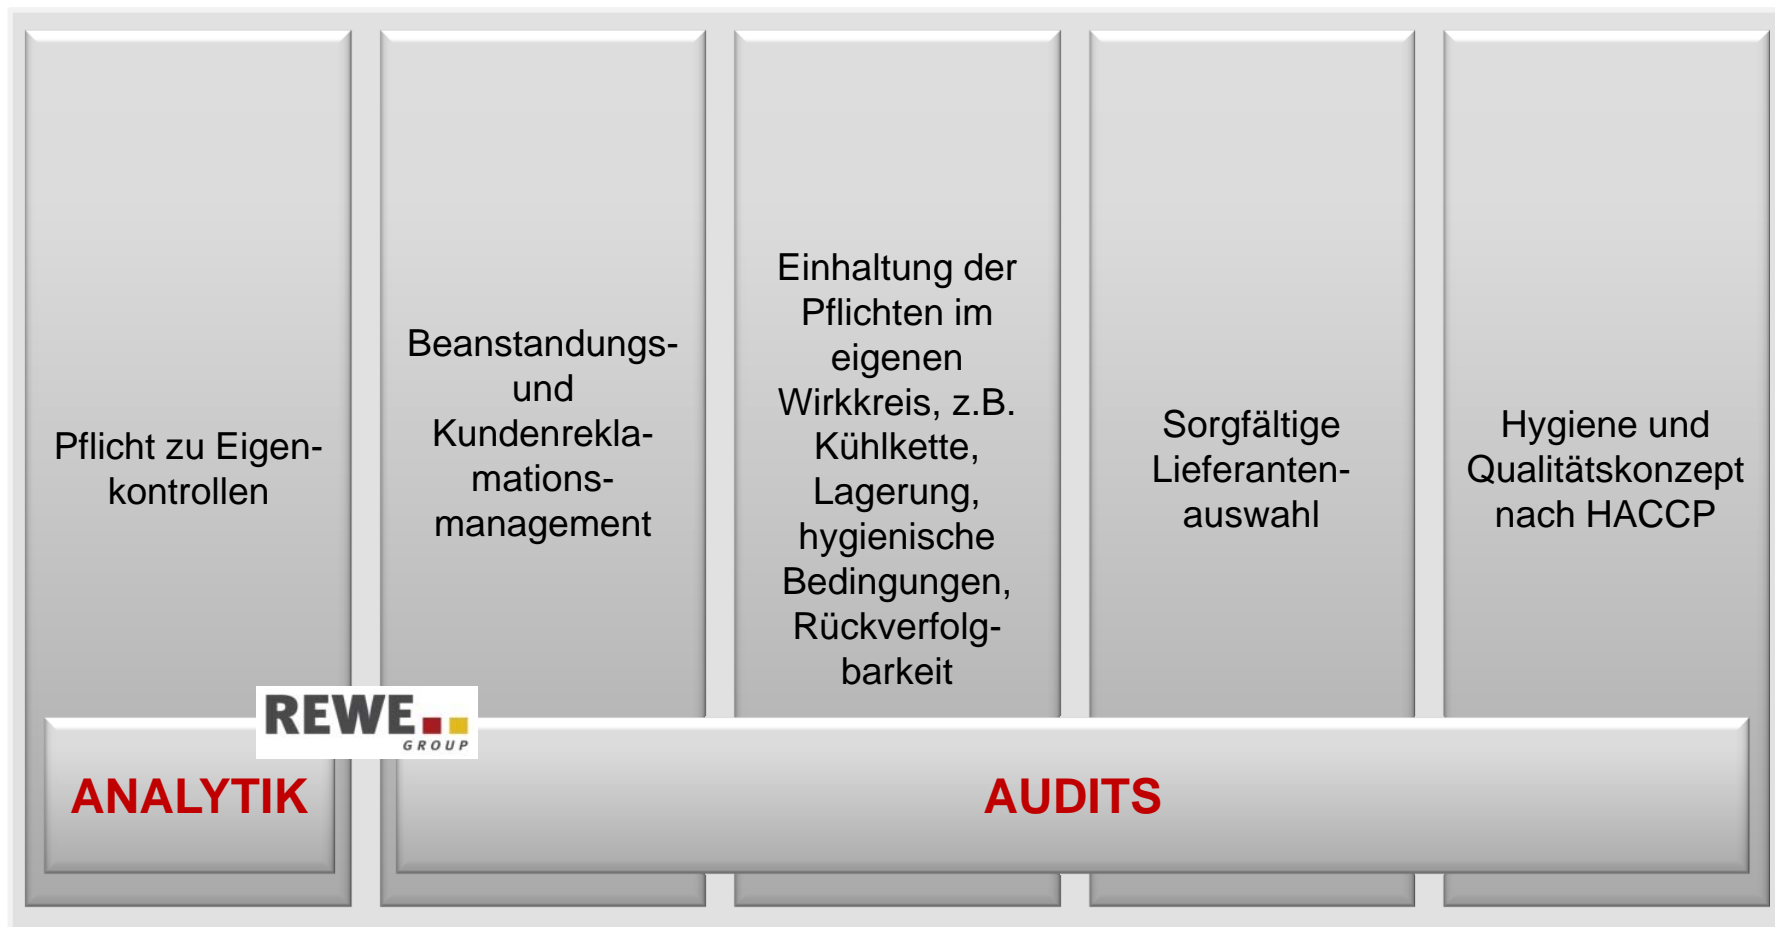 Pflicht zu Eigen-
kontrollen
Beanstandungs-
und
Kundenrekla-
mations-
management
Einhaltung der
Pflichten im
eigenen
Wirkkreis, z.B.
Kühlkette,
Lagerung,
hygienische
Bedingungen,
Rückverfolg-
barkeit
Sorgfältige
Lieferanten-
auswahl
Hygiene und
Qualitätskonzept
nach HACCP
REWE
GROUP
ANALYTIK
AUDITS